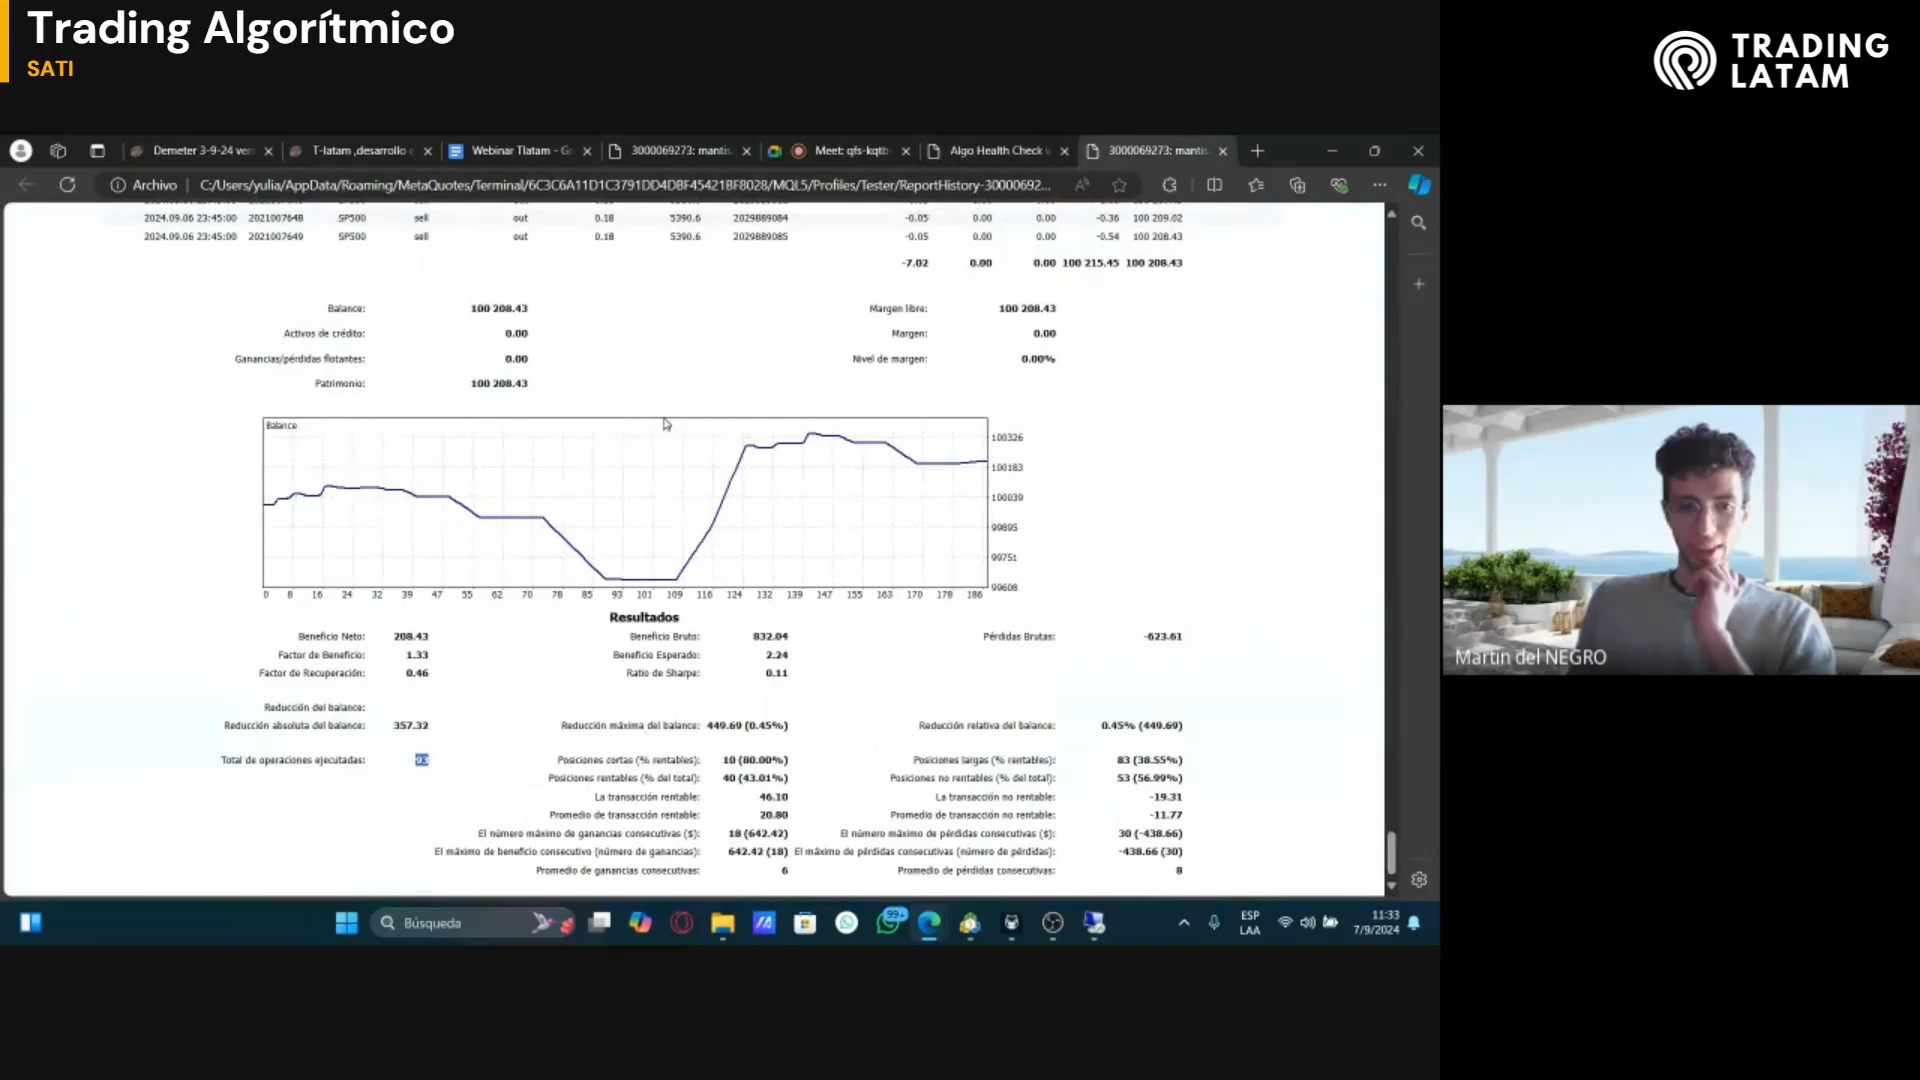 Trading Algorítmico
SATI
TRADING
LATAM
Demeter 3-9-24 ver
T-latam ,desarrollo
Webinar Tlatam - G
3000069273: mantis
Meet: qfs-kqtb
Algo Health Check
3000069273: mantis
Archivo
C:/Users/yulia/AppData/Roaming/MetaQuotes/Terminal/6C3C6A11D1C3791DD4DBF45421BF8028/MQL5/Profiles/Tester/ReportHistory-30000692...
2024.09.06 23:45:00 2021007648 SP500 sell out 0.18 5390.6 2029889084 -0.05 0.00 0.00 -0.36 100 209.02
2024.09.06 23:45:00 2021007649 SP500 sell out 0.18 5390.6 2029889085 -0.05 0.00 0.00 -0.54 100 208.43
-7.02 0.00 0.00 100 215.45 100 208.43
Balance: 100 208.43 Margen libre: 100 208.43
Activos de crédito: 0.00 Margen: 0.00
Ganancias/pérdidas flotantes: 0.00 Nivel de margen: 0.00%
Patrimonio: 100 208.43
Balance
100326
100183
100039
99895
99751
99608
0 8 16 24 32 39 47 55 62 70 78 85 93 101 109 116 124 132 139 147 155 163 170 178 186
Resultados
Beneficio Neto: 208.43 Beneficio Bruto: 832.04 Pérdidas Brutas: -623.61
Factor de Beneficio: 1.33 Beneficio Esperado: 2.24
Factor de Recuperación: 0.46 Ratio de Sharpe: 0.11
Reducción del balance:
Reducción absoluta del balance: 357.32 Reducción máxima del balance: 449.69 (0.45%) Reducción relativa del balance: 0.45% (449.69)
Total de operaciones ejecutadas: 93 Posiciones cortas (% rentables): 10 (80.00%) Posiciones largas (% rentables): 83 (38.55%)
Posiciones rentables (% del total): 40 (43.01%) Posiciones no rentables (% del total): 53 (56.99%)
La transacción rentable: 46.10 La transacción no rentable: -19.31
Promedio de transacción rentable: 20.80 Promedio de transacción no rentable: -11.77
El número máximo de ganancias consecutivas ($): 18 (642.42) El número máximo de pérdidas consecutivas ($): 30 (-438.66)
El máximo de beneficio consecutivo (número de ganancias): 642.42 (18) El máximo de pérdidas consecutivas (número de pérdidas): -438.66 (30)
Promedio de ganancias consecutivas: 6 Promedio de pérdidas consecutivas: 8
Martin del NEGRO
Búsqueda
99+
ESP
LAA
11:33
7/9/2024